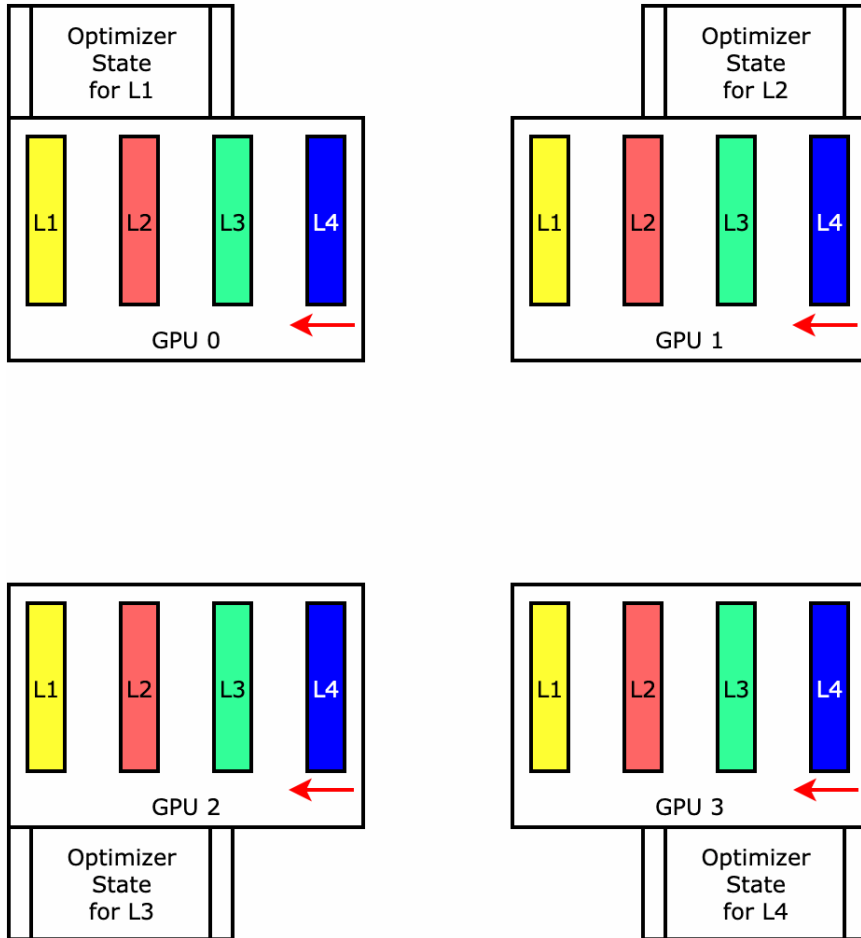 Optimizer
State
for L1
Optimizer
State
for L2
L1
L2
L3
L4
GPU 0
L1
L2
L3
L4
GPU 1
L1
L2
L3
L4
GPU 2
L1
L2
L3
L4
GPU 3
Optimizer
State
for L3
Optimizer
State
for L4